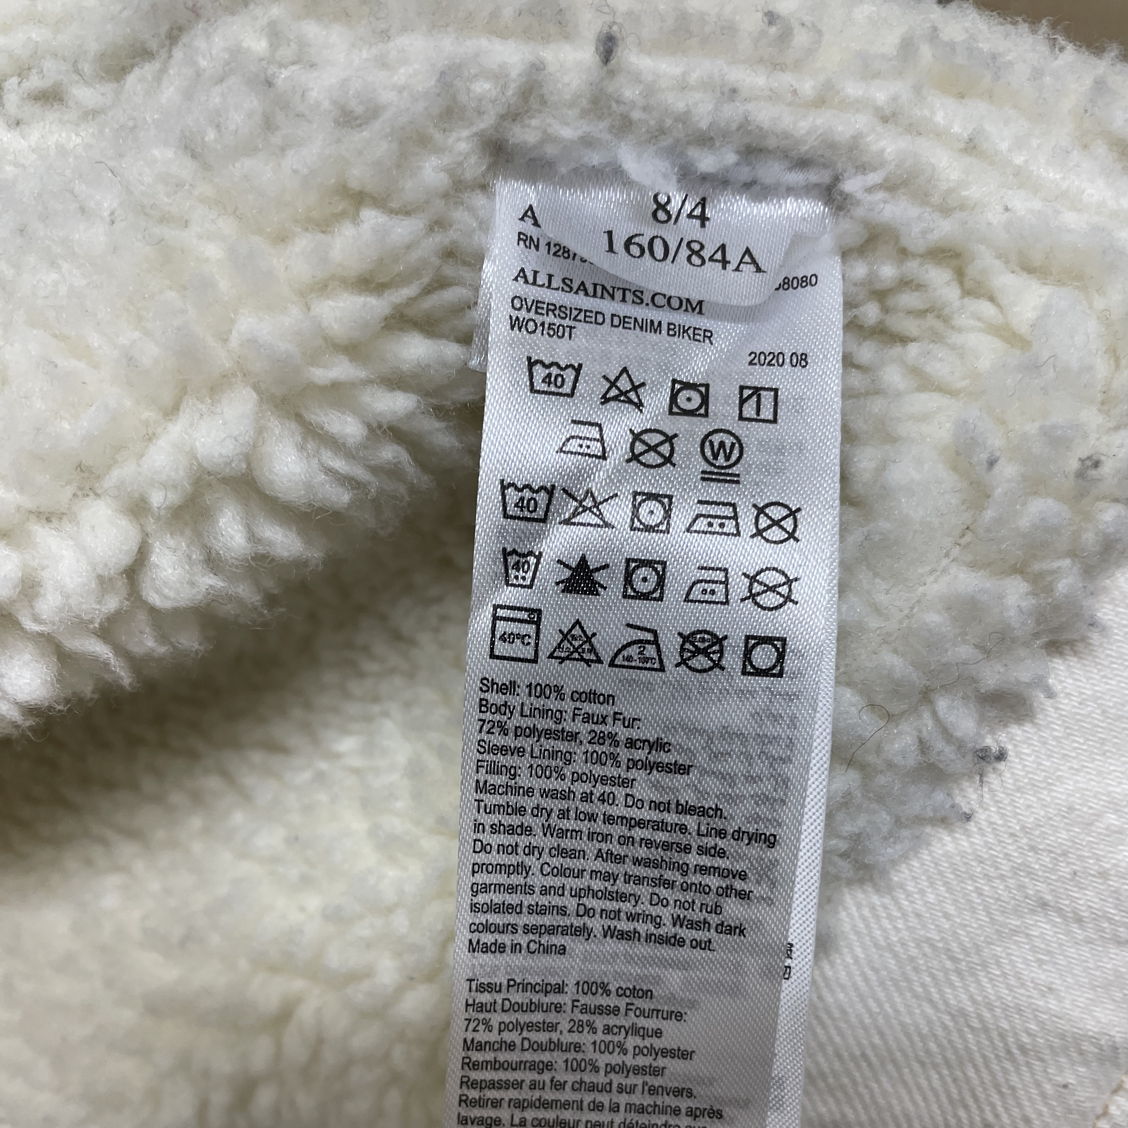 8/4
160/84A
A
RN
8080
ALLSAINTS.COM
OVERSIZED DENIM BIKER
WO150T
2020 08
40
W
40
40
40°C
Shell: 100% cotton
Body Lining: Faux Fur:
72% polyester, 28% acrylic
Sleeve Lining: 100% polyester
Filling: 100% polyester
Machine wash at 40. Do not bleach.
Tumble dry at low temperature. Line drying
in shade. Warm iron on reverse side.
Do not dry clean. After washing remove
promptly. Colour may transfer onto other
garments and upholstery. Do not rub
isolated stains. Do not wring. Wash dark
colours separately. Wash inside out.
Made in China
Tissu Principal: 100% coton
Haut Doublure: Fausse Fourrure:
72% polyester, 28% acrylique
Manche Doublure: 100% polyester
Rembourrage: 100% polyester
Repasser au fer chaud sur l'envers.
Retirer rapidement de la machine après
lavage. La couleur peut déteindre sur